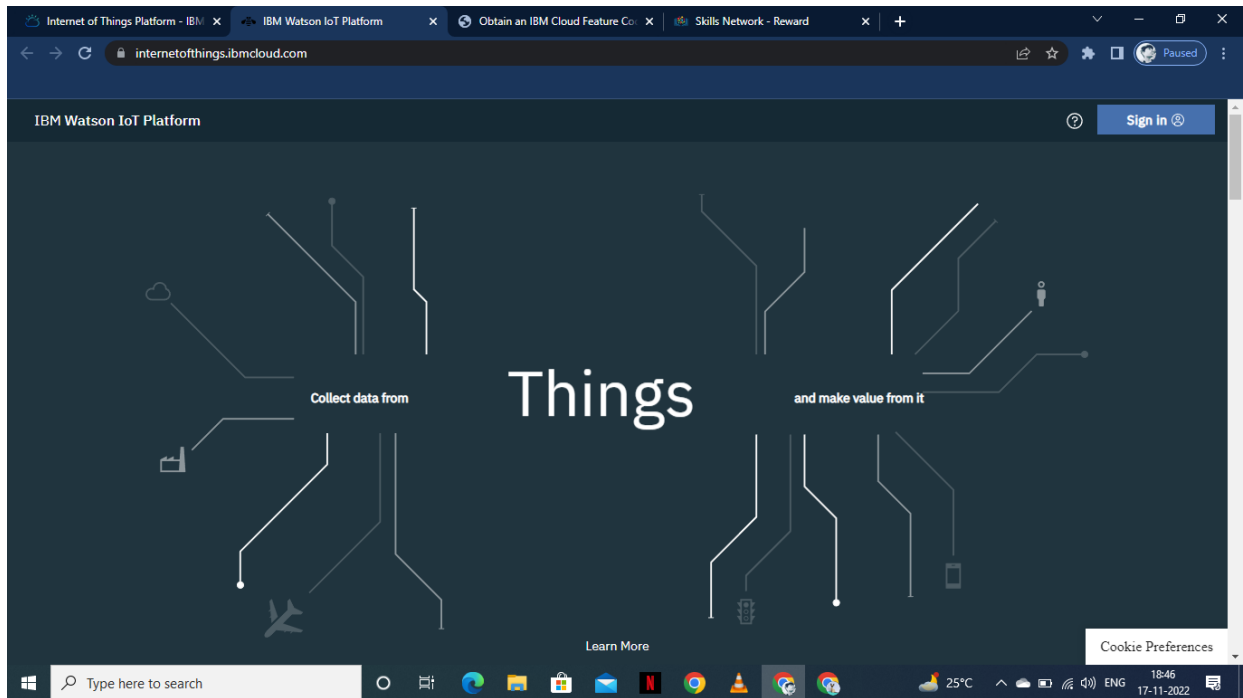 Internet of Things Platform - IBM
IBM Watson IoT Platform
Obtain an IBM Cloud Feature Co
Skills Network - Reward
internetofthings.ibmcloud.com
Paused
IBM Watson IoT Platform
Sign in
Things
Collect data from
and make value from it
Learn More
Cookie Preferences
Type here to search
25°C
ENG
18:46
17-11-2022